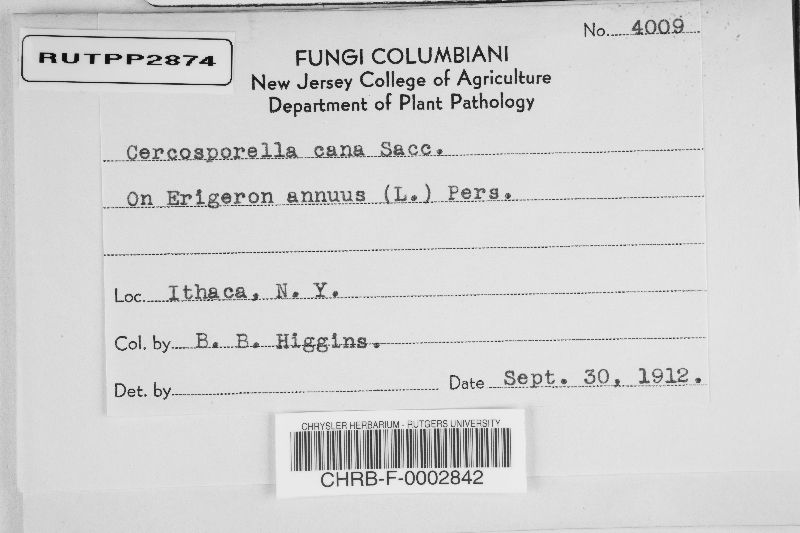 No. 4009
RUTPP2874
FUNGI COLUMBIANI
New Jersey College of Agriculture
Department of Plant Pathology
Cercosporella cana Sacc.
On Erigeron annuus (L.) Pers.
Loc. Ithaca, N. Y.
Col. by B. B. Higgins.
Det. by
Date Sept. 30, 1912.
CHRYSLER HERBARIUM - RUTGERS UNIVERSITY
CHRB-F-0002842